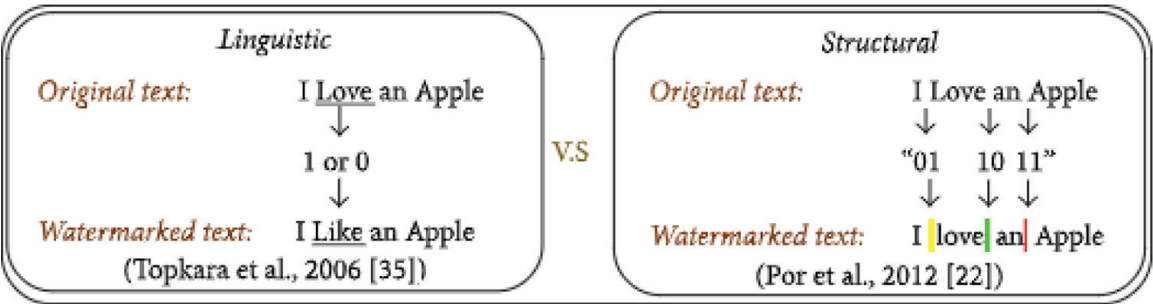 Linguistic
Original text: I Love an Apple
1 or 0
Watermarked text: I Like an Apple
(Topkara et al., 2006 [35])
V.S
Structural
Original text: I Love an Apple
“01 10 11”
Watermarked text: I love an Apple
(Por et al., 2012 [22])